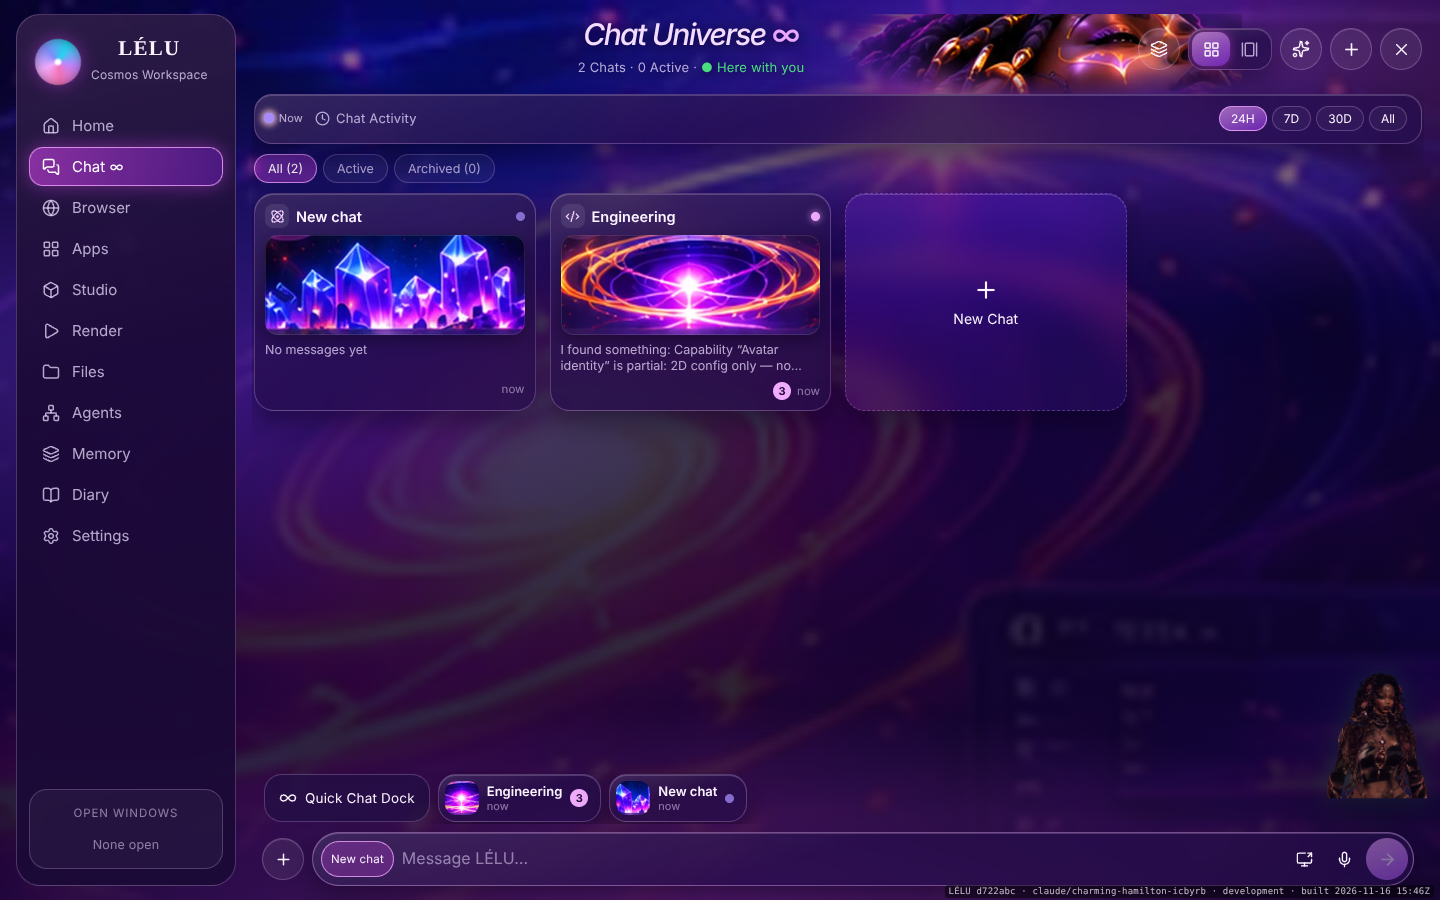 LÉLU
Cosmos Workspace
Home
Chat ∞
Browser
Apps
Studio
Render
Files
Agents
Memory
Diary
Settings
OPEN WINDOWS
None open
Chat Universe ∞
2 Chats · 0 Active · Here with you
Now Chat Activity
24H 7D 30D All
All (2) Active Archived (0)
New chat
No messages yet
now
Engineering
I found something: Capability “Avatar
identity” is partial: 2D config only — no…
3 now
New Chat
Quick Chat Dock
Engineering
now
3
New chat
now
New chat Message LÉLU...
LÉLU d722abc · claude/charming-hamilton-icbyrb · development · built 2026-11-16 15:46Z